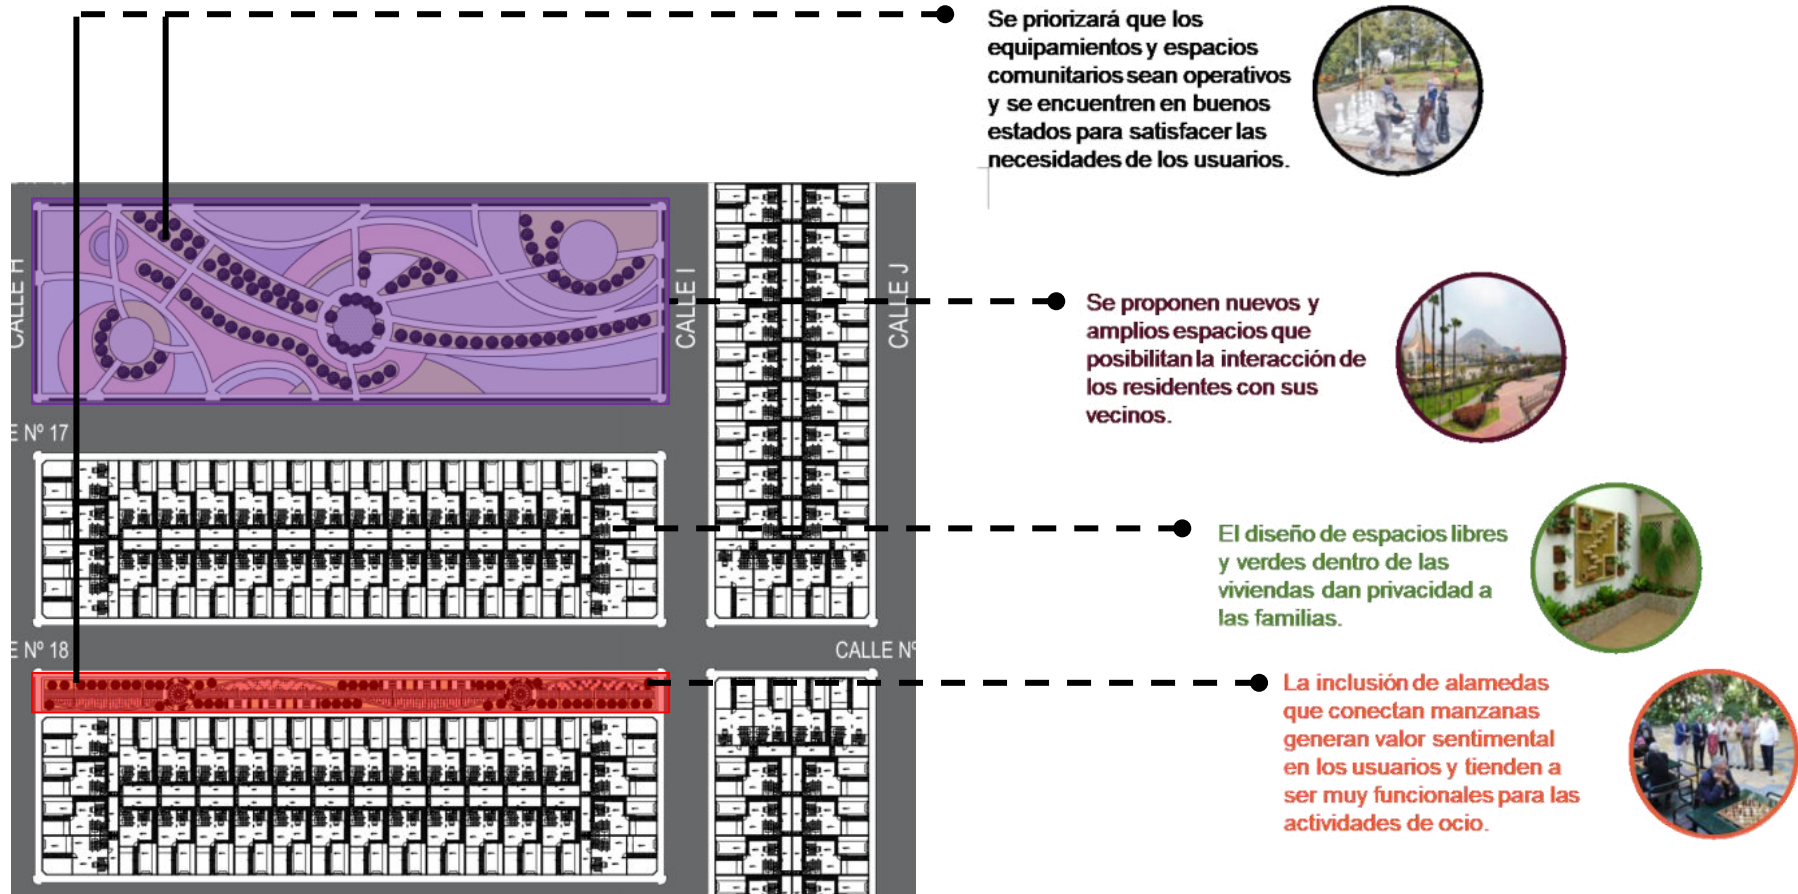 Se priorizará que los
equipamientos y espacios
comunitarios sean operativos
y se encuentren en buenos
estados para satisfacer las
necesidades de los usuarios.
CALLE H
CALLE I
CALLE J
Se proponen nuevos y
amplios espacios que
posibilitan la interacción de
los residentes con sus
vecinos.
E Nº 17
El diseño de espacios libres
y verdes dentro de las
viviendas dan privacidad a
las familias.
E Nº 18
CALLE Nº
La inclusión de alamedas
que conectan manzanas
generan valor sentimental
en los usuarios y tienden a
ser muy funcionales para las
actividades de ocio.